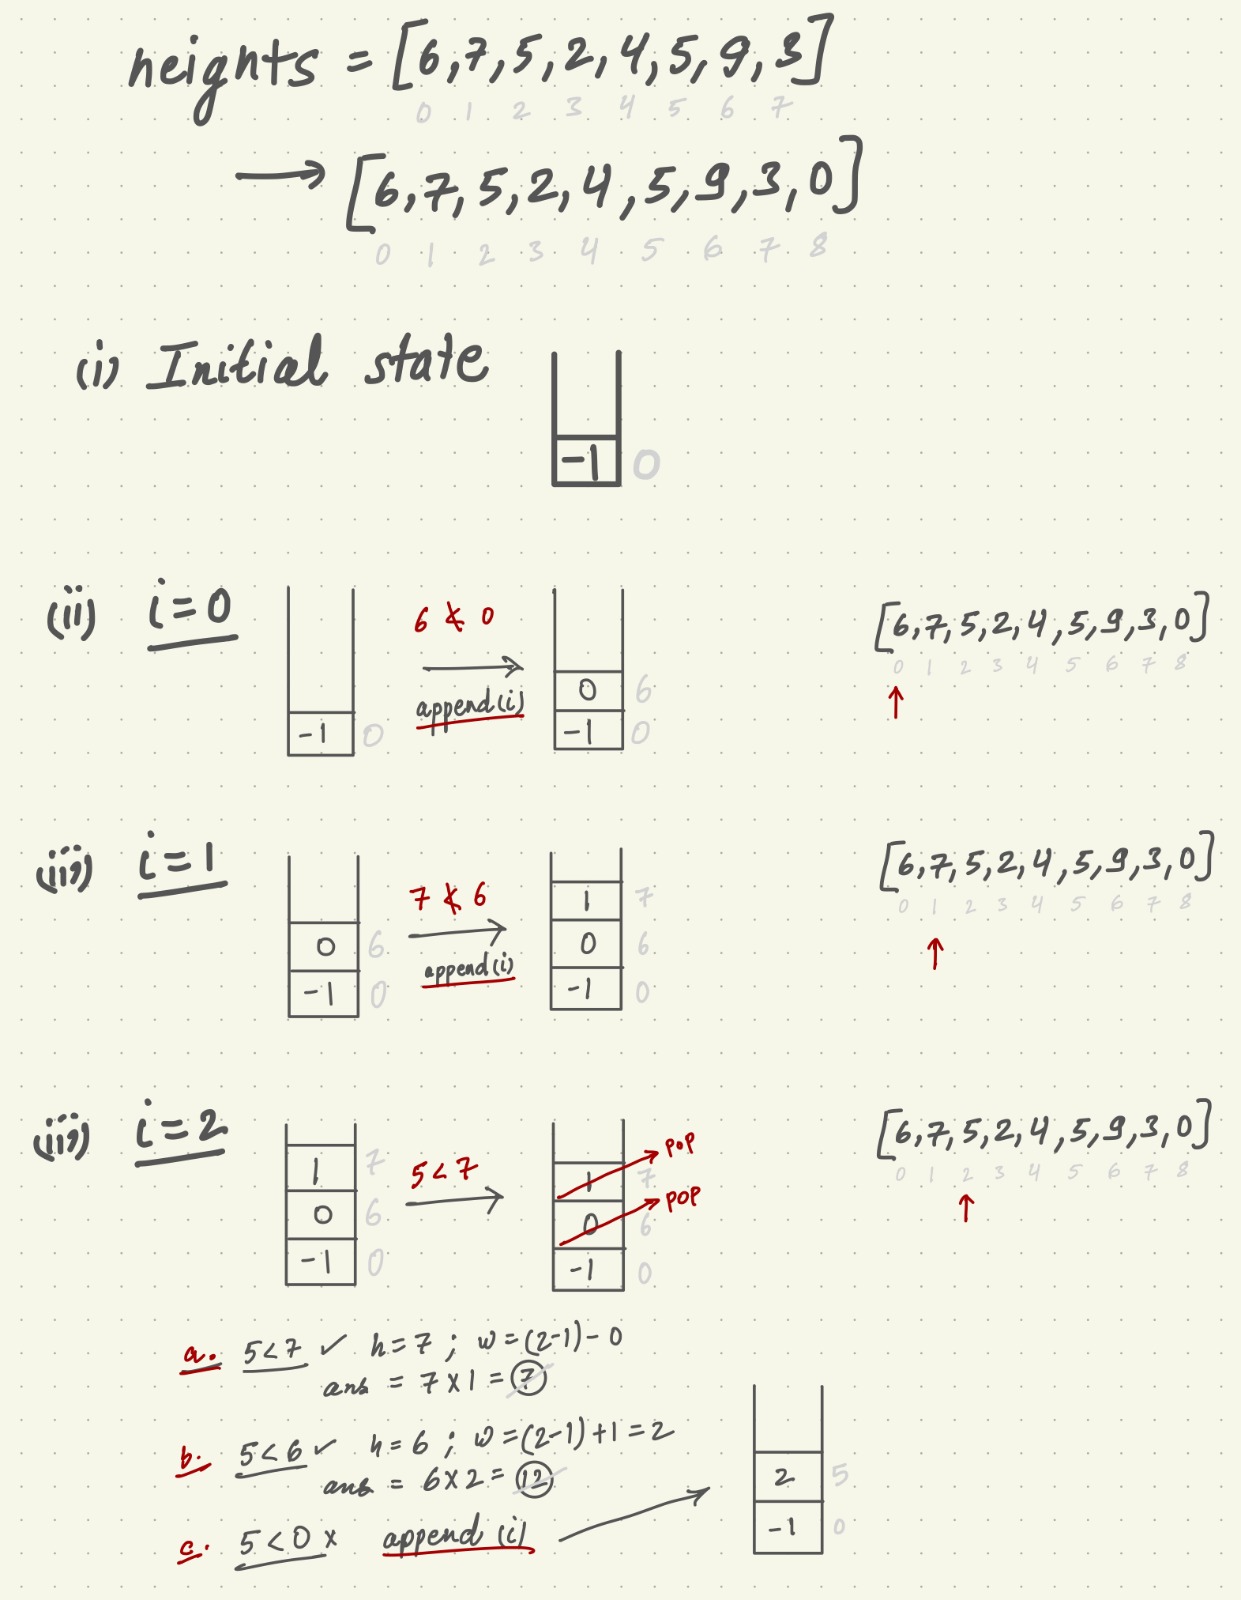 heights = [6,7,5,2,4,5,9,3]
0 1 2 3 4 5 6 7
→ [6,7,5,2,4,5,9,3,0]
0 1 2 3 4 5 6 7 8
(i) Initial state
-1 0
(ii) i=0
-1 0
6 ≮ 0
append(i)
0 6
-1 0
[6,7,5,2,4,5,9,3,0]
0 1 2 3 4 5 6 7 8
(iii) i=1
0 6
-1 0
7 ≮ 6
append(i)
1 7
0 6
-1 0
[6,7,5,2,4,5,9,3,0]
0 1 2 3 4 5 6 7 8
(iii) i=2
1 7
0 6
-1 0
5<7
1 7 POP
0 6 POP
-1 0
[6,7,5,2,4,5,9,3,0]
0 1 2 3 4 5 6 7 8
a. 5<7 ✓ h=7 ; w=(2-1)-0
ans = 7×1 = 7
b. 5<6 ✓ h=6 ; w=(2-1)+1=2
ans = 6×2 = 12
c. 5<0 × append(i)
2 5
-1 0